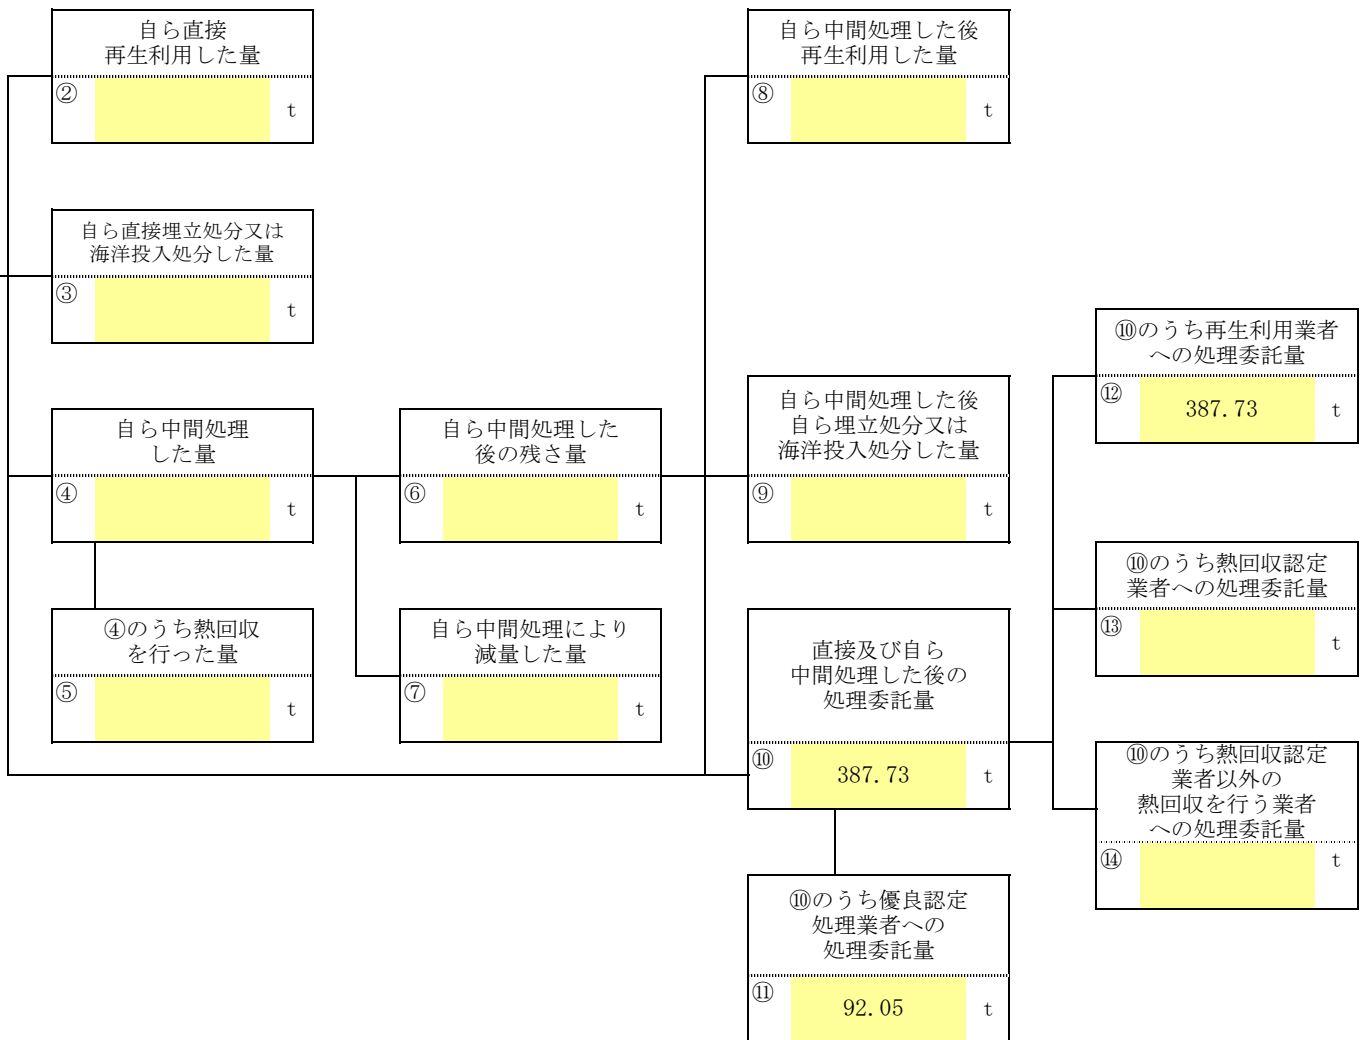 自ら直接
再生利用した量
②
t
自ら中間処理した後
再生利用した量
⑧
t
自ら直接埋立処分又は
海洋投入処分した量
③
t
⑩のうち再生利用業者
への処理委託量
⑫
387.73
t
自ら中間処理
した量
④
t
自ら中間処理した
後の残さ量
⑥
t
自ら中間処理した後
自ら埋立処分又は
海洋投入処分した量
⑨
t
⑩のうち熱回収認定
業者への処理委託量
⑬
t
④のうち熱回収
を行った量
⑤
t
自ら中間処理により
減量した量
⑦
t
直接及び自ら
中間処理した後の
処理委託量
⑩
387.73
t
⑩のうち熱回収認定
業者以外の
熱回収を行う業者
への処理委託量
⑭
t
⑩のうち優良認定
処理業者への
処理委託量
⑪
92.05
t